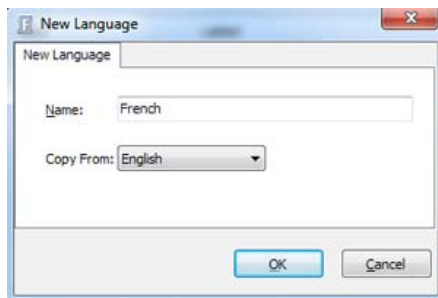 New Language
New Language
Name: French
Copy From: English
OK Cancel